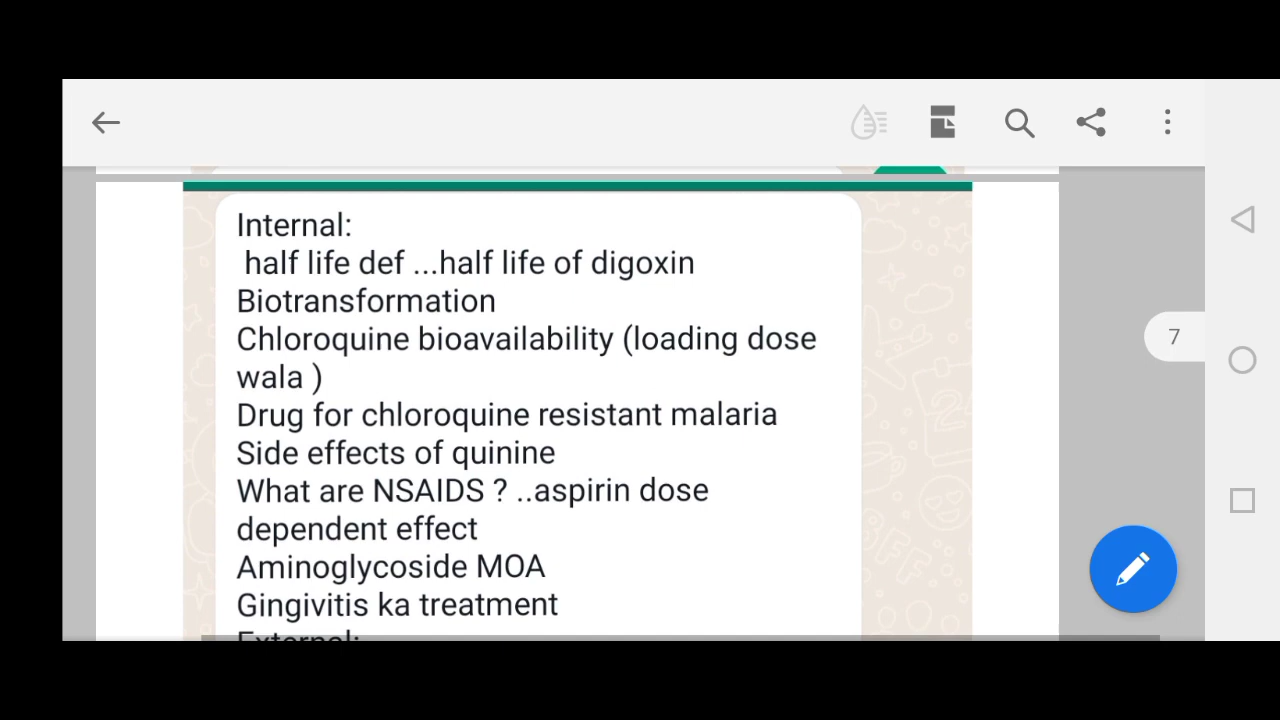 Internal:
half life def ...half life of digoxin
Biotransformation
Chloroquine bioavailability (loading dose
wala )
Drug for chloroquine resistant malaria
Side effects of quinine
What are NSAIDS ? ..aspirin dose
dependent effect
Aminoglycoside MOA
Gingivitis ka treatment
External:
7